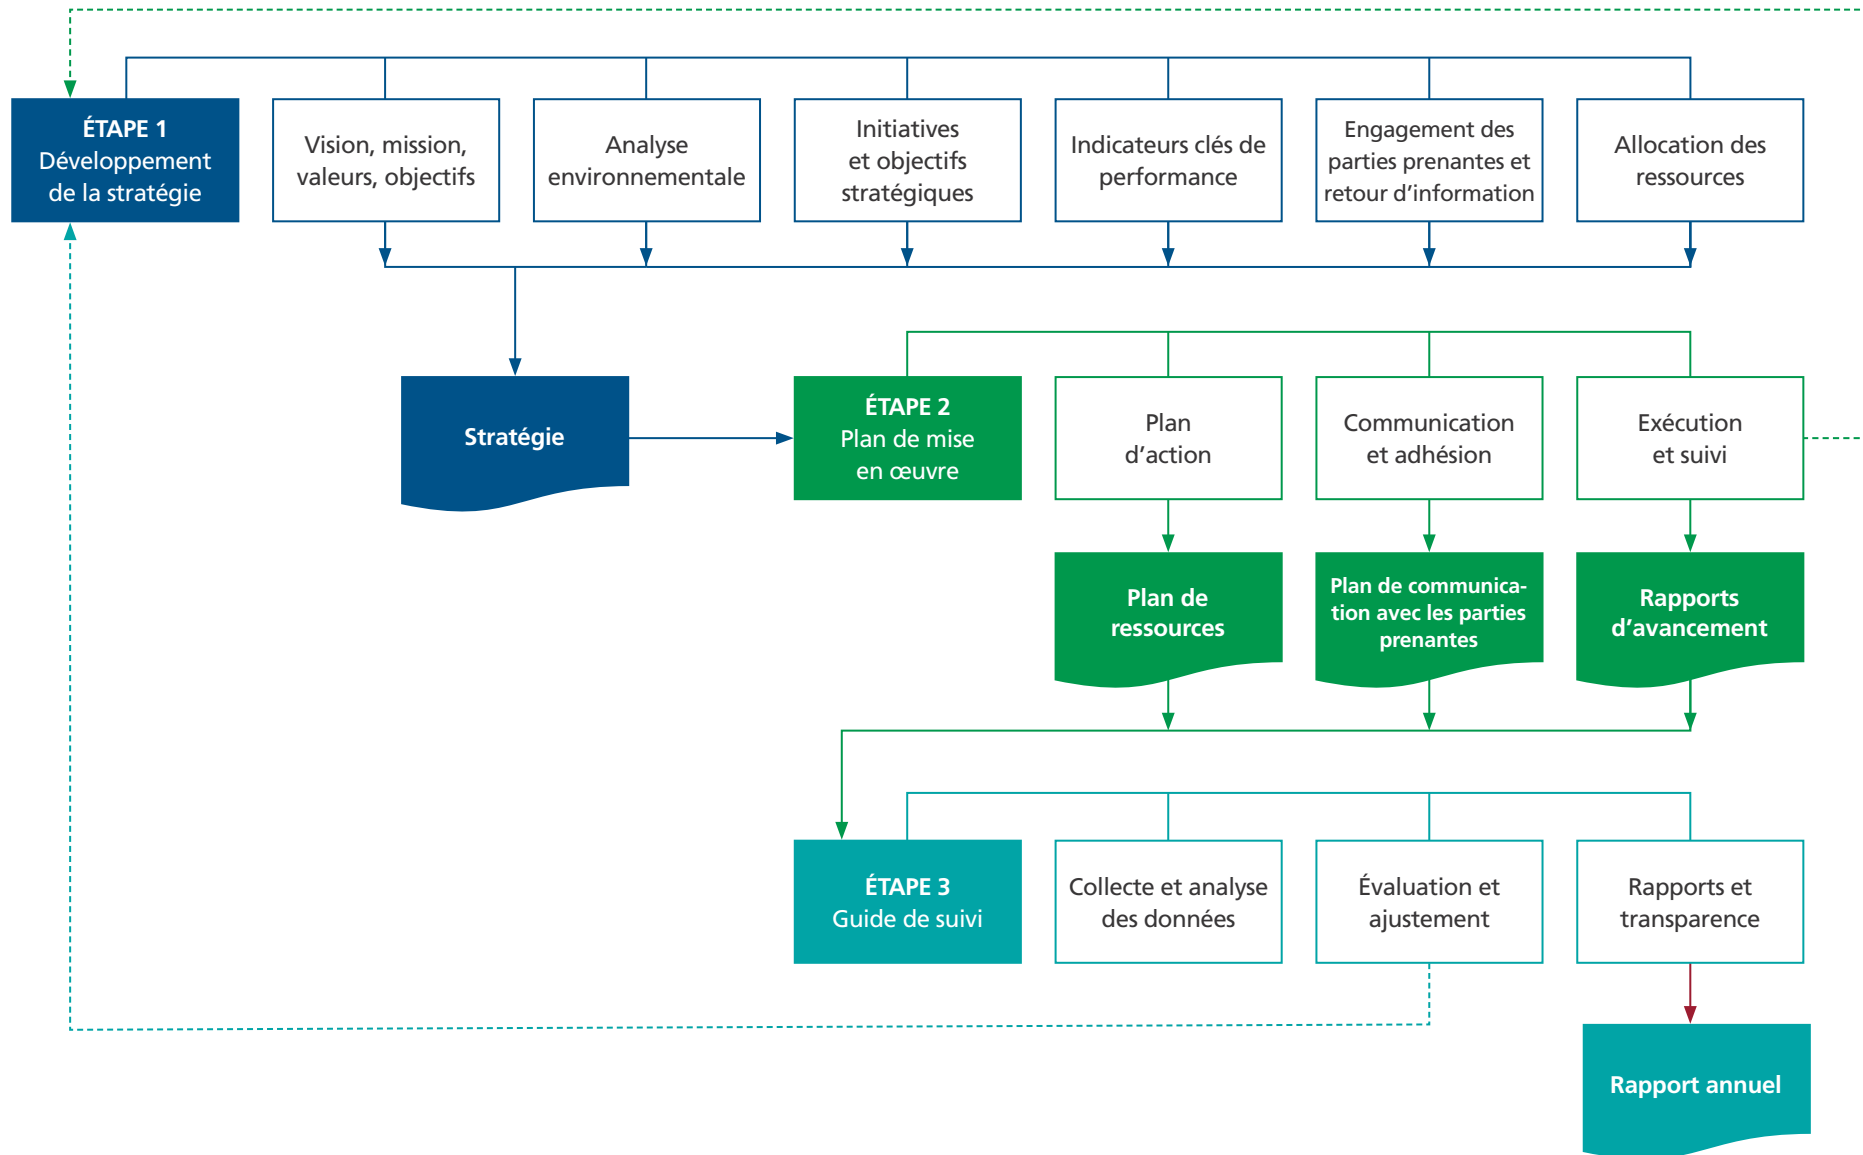 ÉTAPE 1
Développement
de la stratégie
Vision, mission,
valeurs, objectifs
Analyse
environnementale
Initiatives
et objectifs
stratégiques
Indicateurs clés de
performance
Engagement des
parties prenantes et
retour d’information
Allocation des
ressources
Stratégie
ÉTAPE 2
Plan de mise
en œuvre
Plan
d’action
Communication
et adhésion
Exécution
et suivi
Plan de
ressources
Plan de communica-
tion avec les parties
prenantes
Rapports
d’avancement
ÉTAPE 3
Guide de suivi
Collecte et analyse
des données
Évaluation et
ajustement
Rapports et
transparence
Rapport annuel